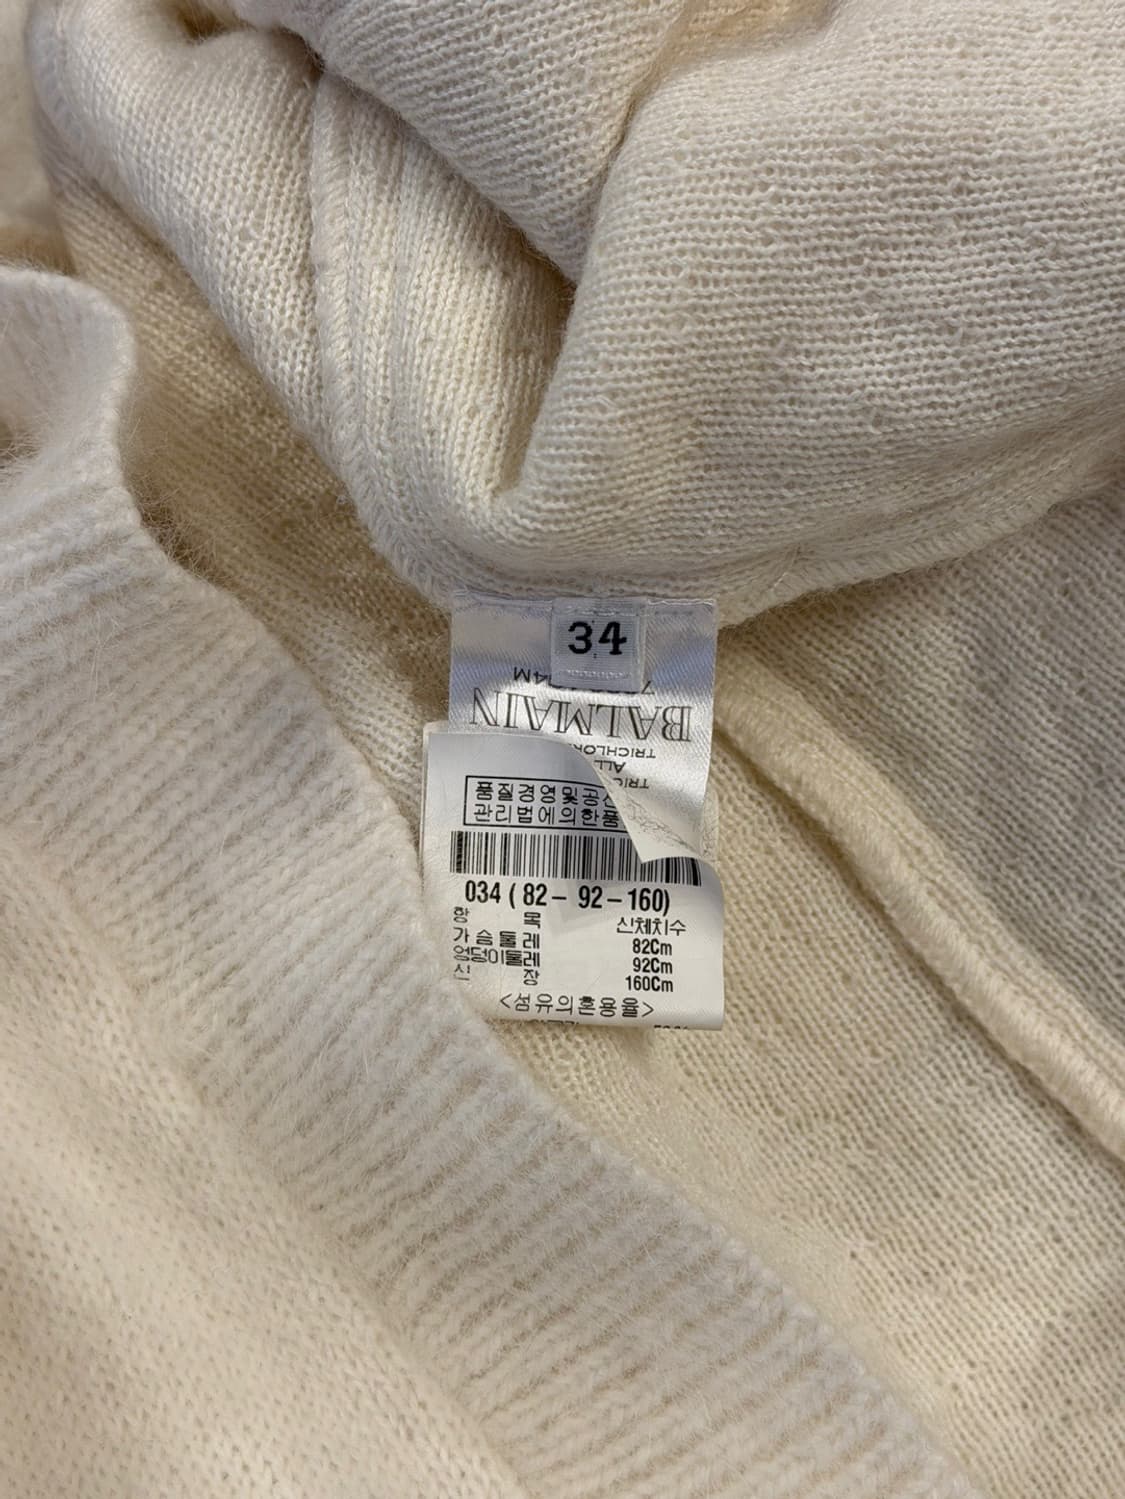 34
BALMAIN
ALL
품질경영및공
관리법에의한품
034 ( 82 - 92 - 160)
항 목 신체치수
가슴둘레 82Cm
엉덩이둘레 92Cm
신 장 160Cm
<섬유의혼용율>